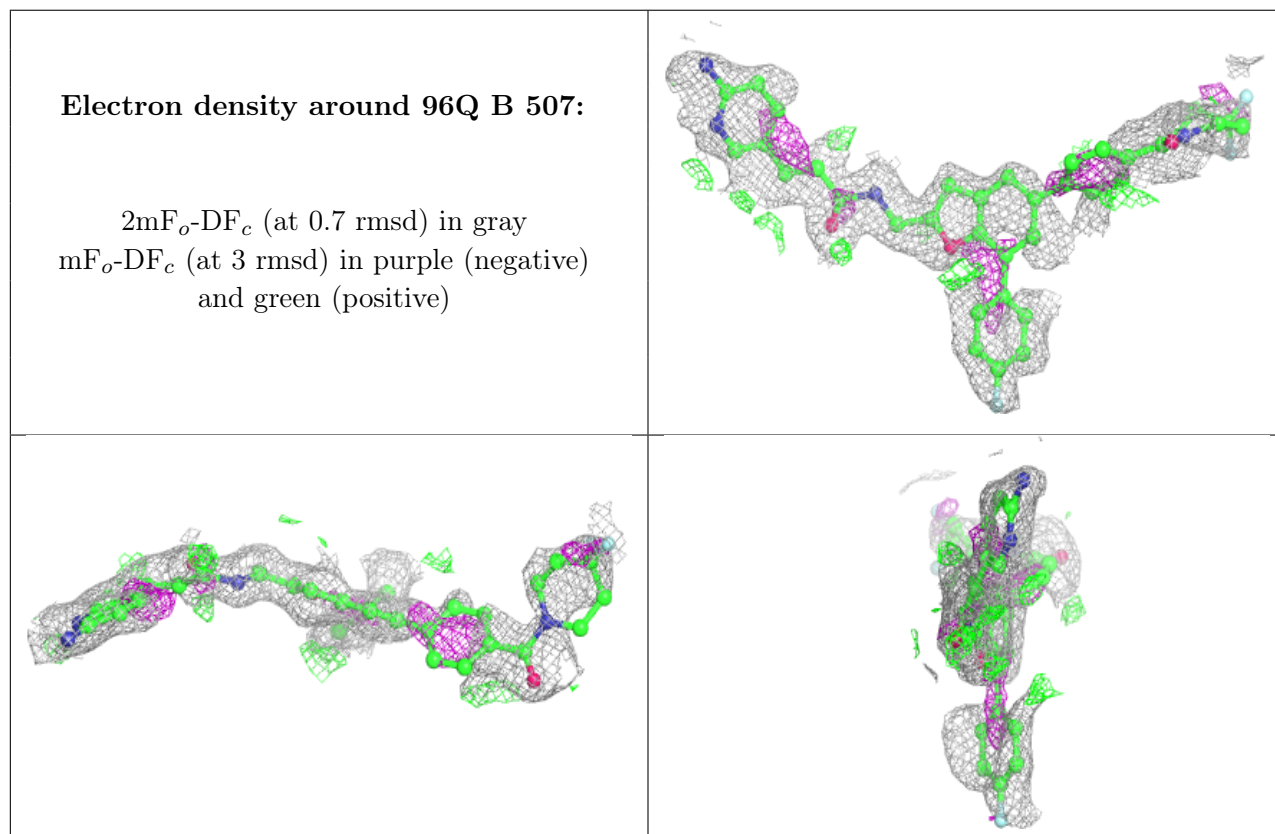 Electron density around 96Q B 507:
2mFo-DFc (at 0.7 rmsd) in gray
mFo-DFc (at 3 rmsd) in purple (negative)
and green (positive)